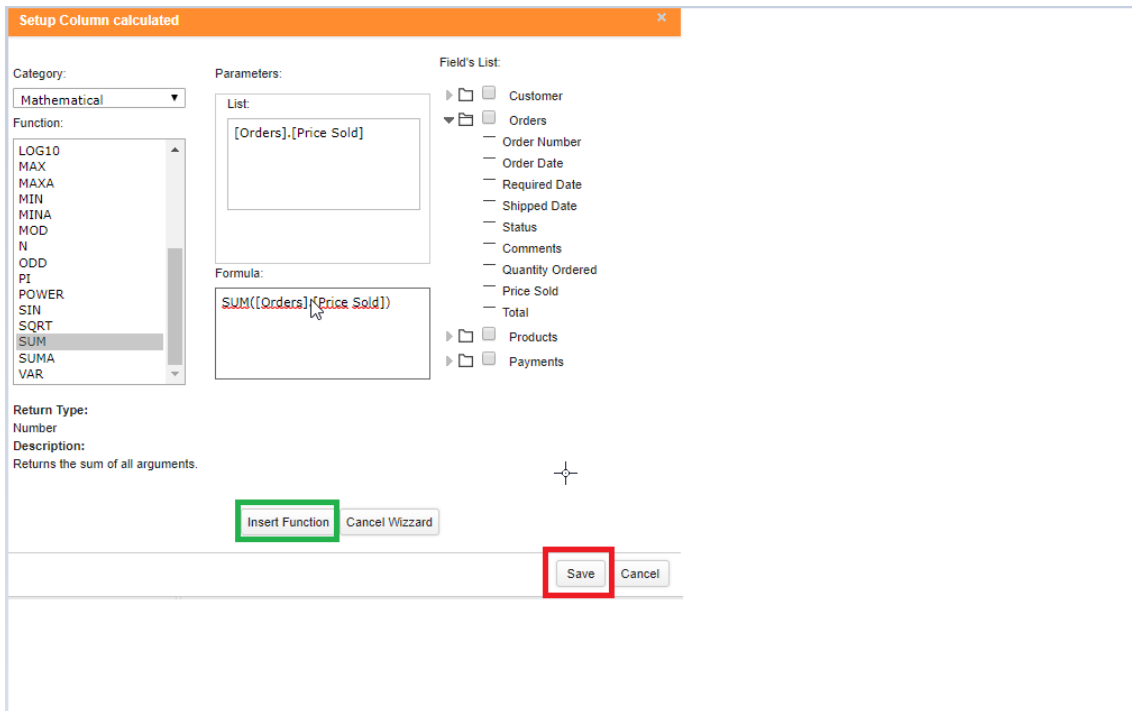 Setup Column calculated
×
Category:
Mathematical
Function:
LOG10
MAX
MAXA
MIN
MINA
MOD
N
ODD
PI
POWER
SIN
SQRT
SUM
SUMA
VAR
Parameters:
List:
[Orders].[Price Sold]
Formula:
SUM([Orders].[Price Sold])
Field's List:
Customer
Orders
Order Number
Order Date
Required Date
Shipped Date
Status
Comments
Quantity Ordered
Price Sold
Total
Products
Payments
Return Type:
Number
Description:
Returns the sum of all arguments.
Insert Function
Cancel Wizzard
Save
Cancel